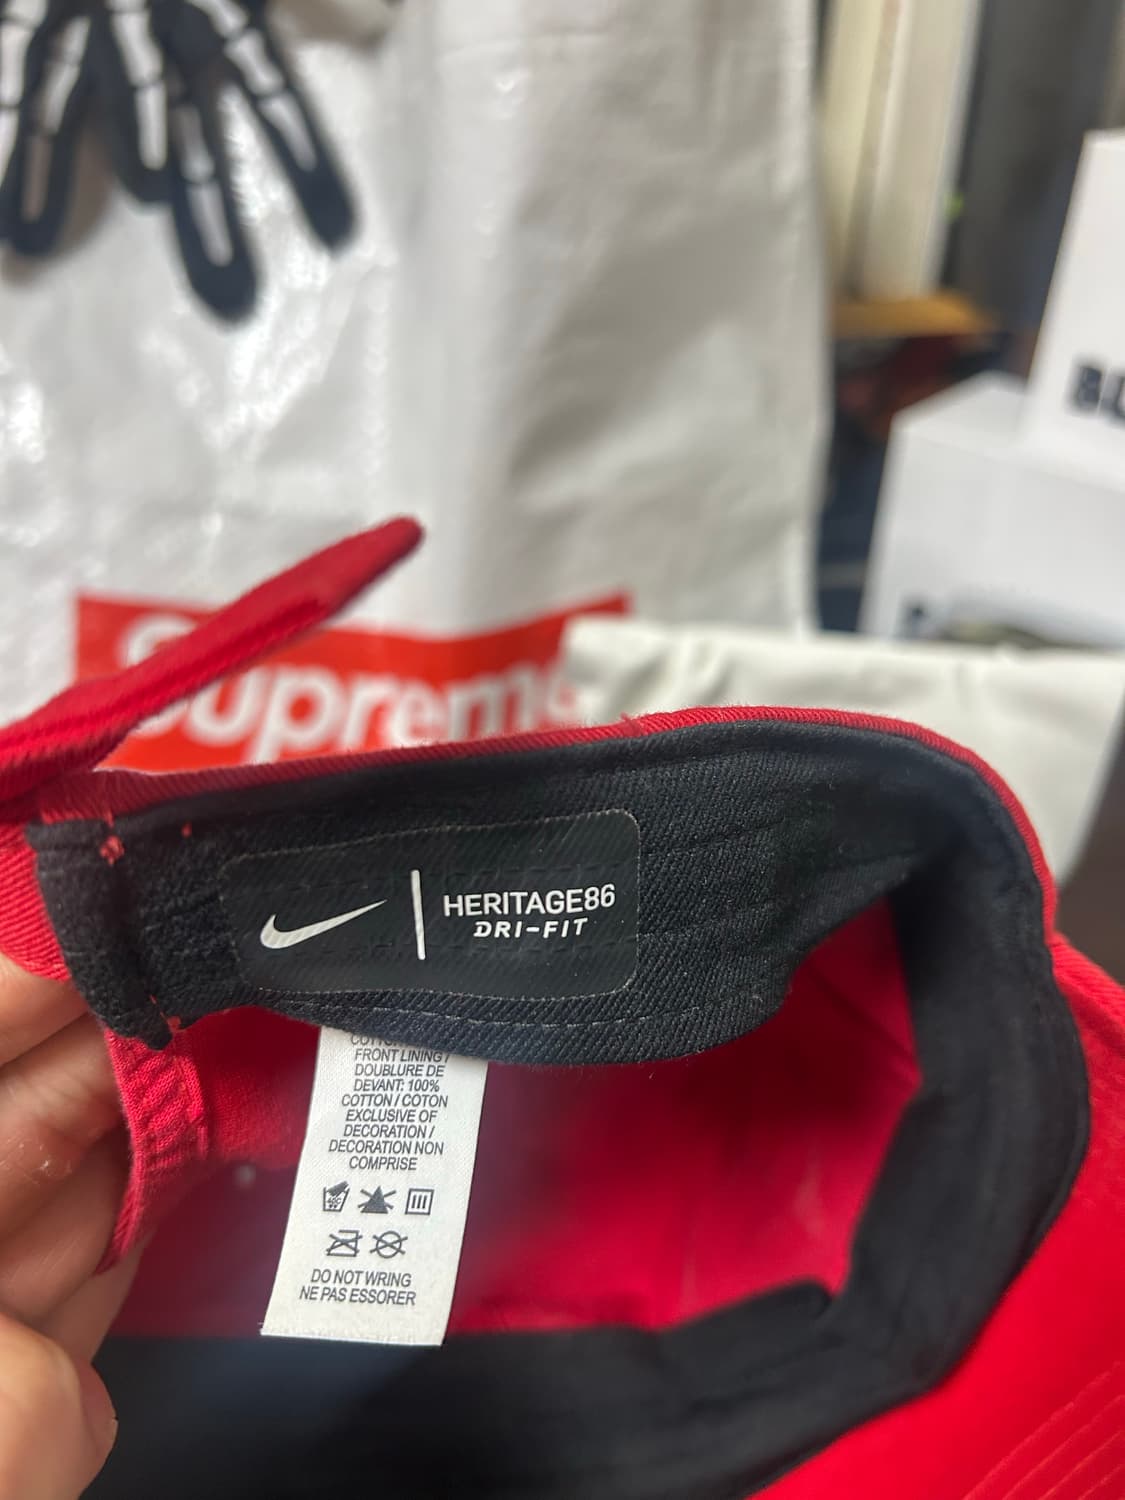 Supreme
HERITAGE86
DRI-FIT
FRONT LINING /
DOUBLURE DE
DEVANT: 100%
COTTON / COTON
EXCLUSIVE OF
DECORATION /
DECORATION NON
COMPRISE
DO NOT WRING
NE PAS ESSORER